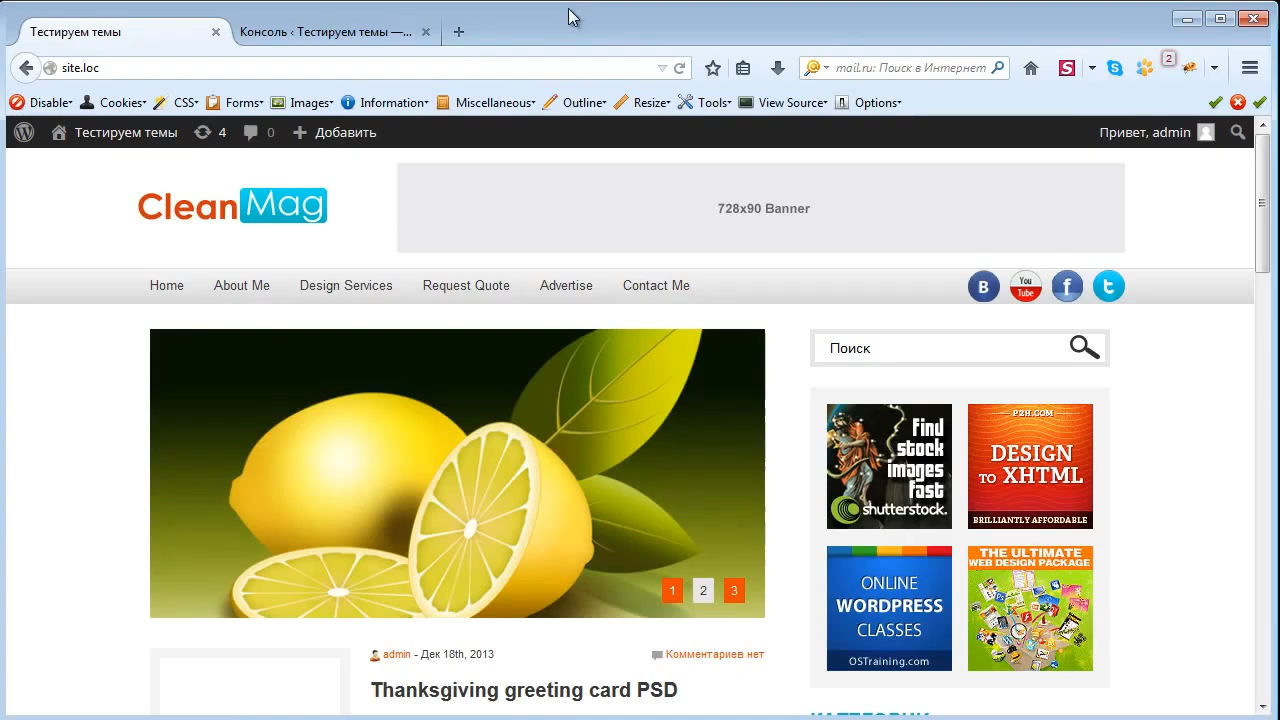 Тестируем темы
Консоль ‹ Тестируем темы —...
site.loc
mail.ru: Поиск в Интернет
S
2
Disable
Cookies
CSS
Forms
Images
Information
Miscellaneous
Outline
Resize
Tools
View Source
Options
Тестируем темы
4
0
Добавить
Привет, admin
CleanMag
728x90 Banner
Home
About Me
Design Services
Request Quote
Advertise
Contact Me
B
You
Tube
f
t
Поиск
find
stock
images
fast
shutterstock.
P2H.COM
DESIGN
TO XHTML
BRILLIANTLY AFFORDABLE
1
2
3
ONLINE
WORDPRESS
CLASSES
OSTraining.com
THE ULTIMATE
WEB DESIGN PACKAGE
admin - Дек 18th, 2013
Комментариев нет
Thanksgiving greeting card PSD
КАТЕГОРИИ